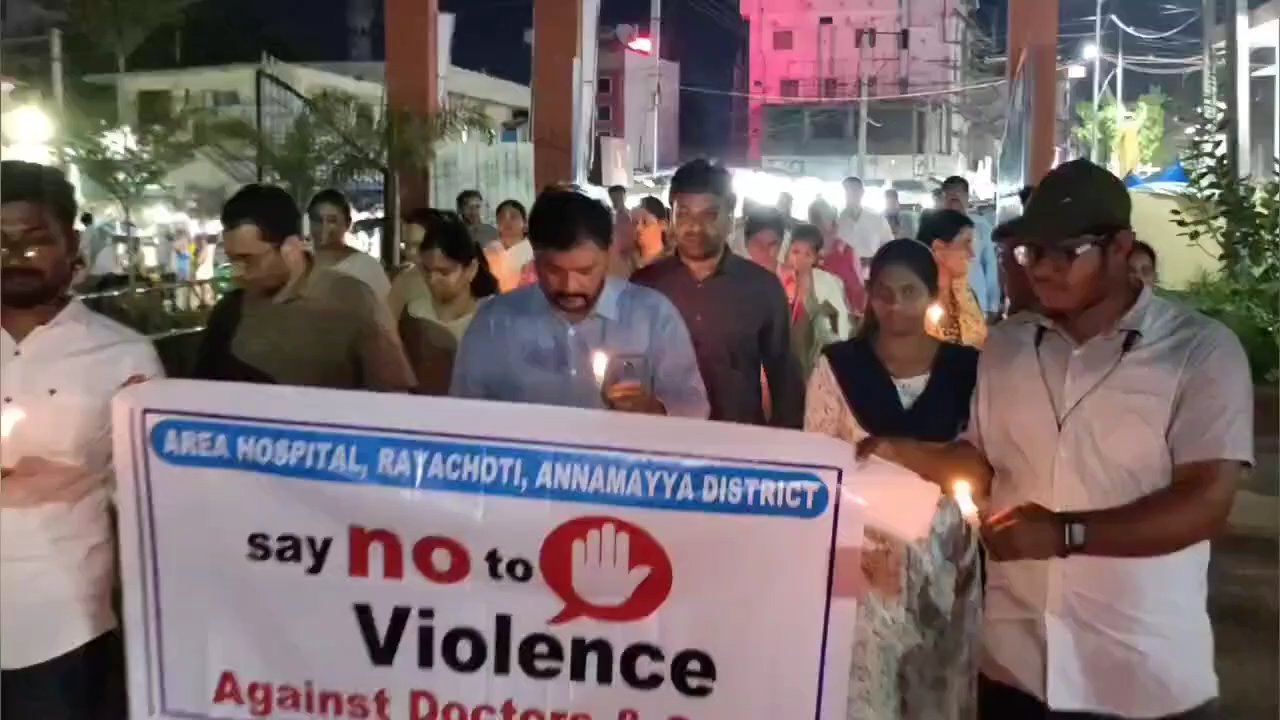 AREA HOSPITAL, RAYACHOTI, ANNAMAYYA DISTRICT
say no to
Violence
Against Doctors &